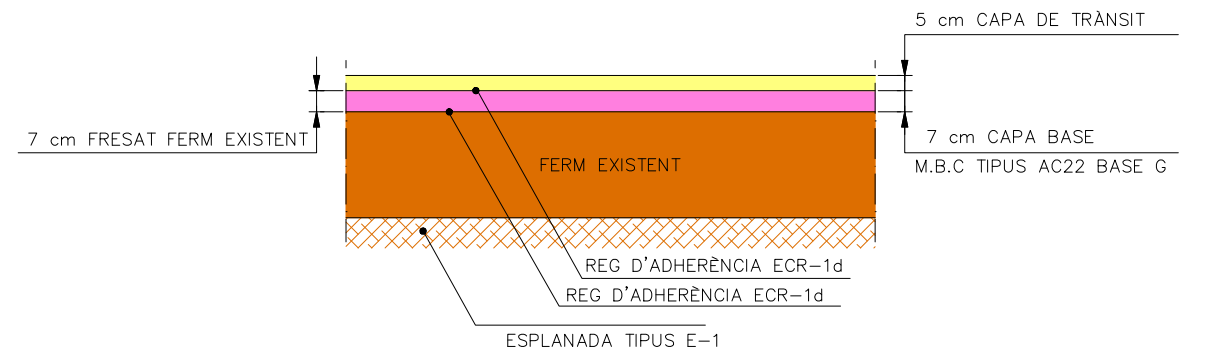 5 cm CAPA DE TRÀNSIT
7 cm FRESAT FERM EXISTENT
7 cm CAPA BASE
M.B.C TIPUS AC22 BASE G
FERM EXISTENT
REG D'ADHERÈNCIA ECR-1d
REG D'ADHERÈNCIA ECR-1d
ESPLANADA TIPUS E-1